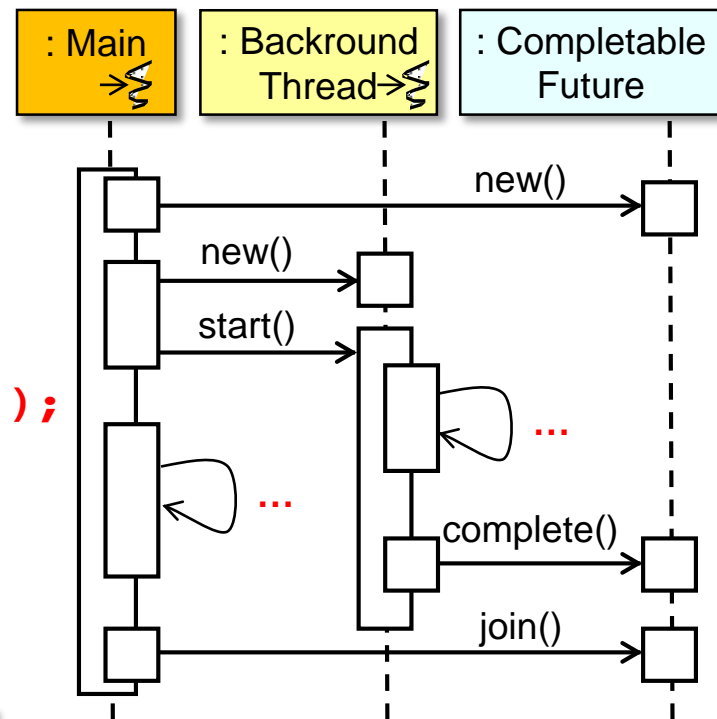 : Main
: Backround
Thread
: Completable
Future
new()
new()
start()
);
...
...
complete()
join()